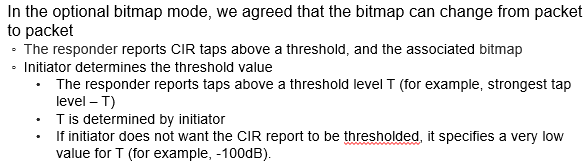 In the optional bitmap mode, we agreed that the bitmap can change from packet
to packet
◦ The responder reports CIR taps above a threshold, and the associated bitmap
◦ Initiator determines the threshold value
• The responder reports taps above a threshold level T (for example, strongest tap
level – T)
• T is determined by initiator
• If initiator does not want the CIR report to be thresholded, it specifies a very low
value for T (for example, -100dB).